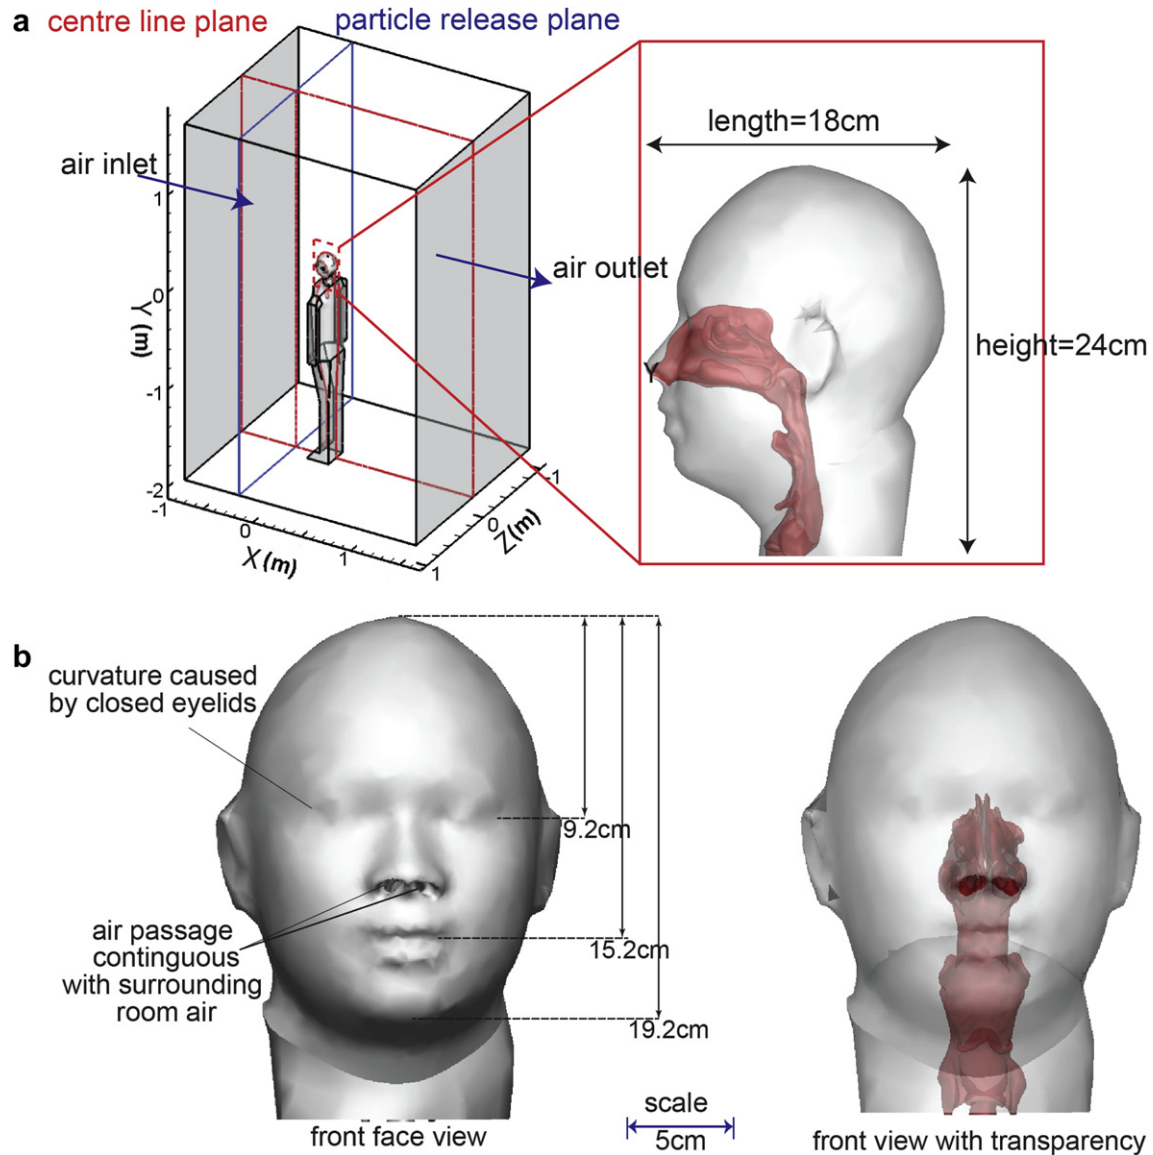 a centre line plane particle release plane
air inlet
air outlet
length=18cm
height=24cm
1
0
-1
-2
Y (m)
-1
0
1
X (m)
-1
0
1
Z(m)
b
curvature caused
by closed eyelids
air passage
continguous
with surrounding
room air
9.2cm
15.2cm
19.2cm
scale
5cm
front face view
front view with transparency